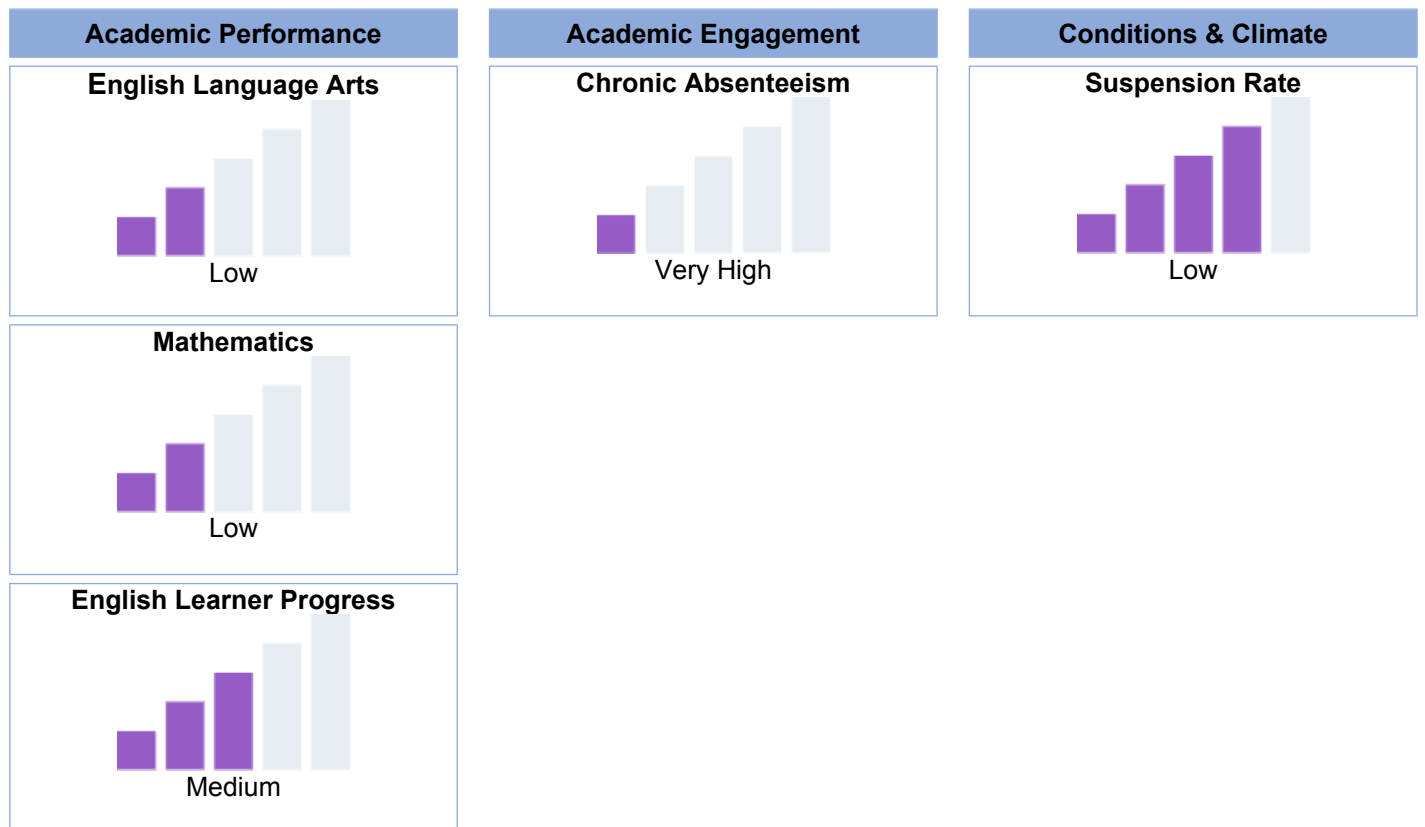 Academic Performance
English Language Arts
Low
Mathematics
Low
English Learner Progress
Medium
Academic Engagement
Chronic Absenteeism
Very High
Conditions & Climate
Suspension Rate
Low